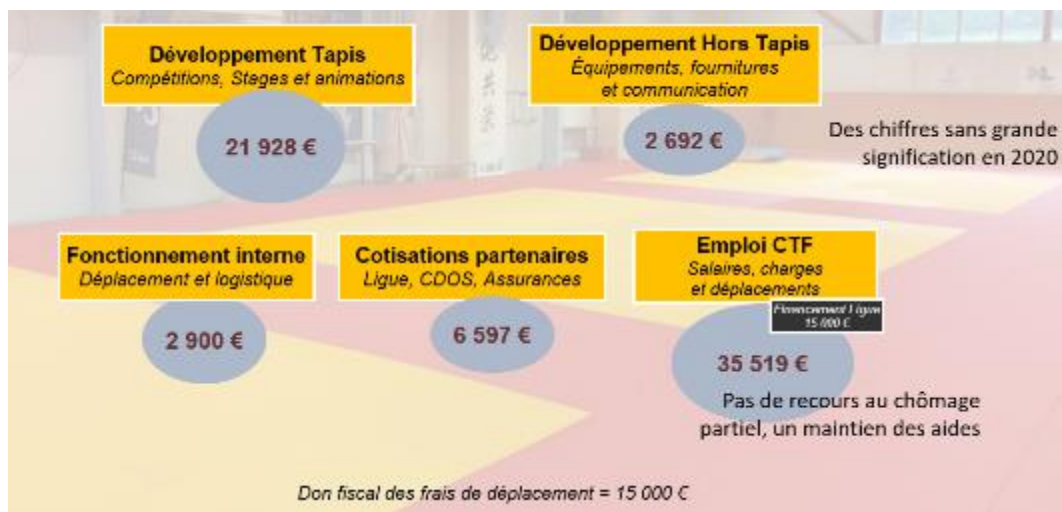 Développement Tapis
Compétitions, Stages et animations
21 928 €
Développement Hors Tapis
Équipements, fournitures
et communication
2 692 €
Des chiffres sans grande
signification en 2020
Fonctionnement interne
Déplacement et logistique
2 900 €
Cotisations partenaires
Ligue, CDOS, Assurances
6 597 €
Emploi CTF
Salaires, charges
et déplacements
Financement Ligue
15 000 €
35 519 €
Pas de recours au chômage
partiel, un maintien des aides
Don fiscal des frais de déplacement = 15 000 €